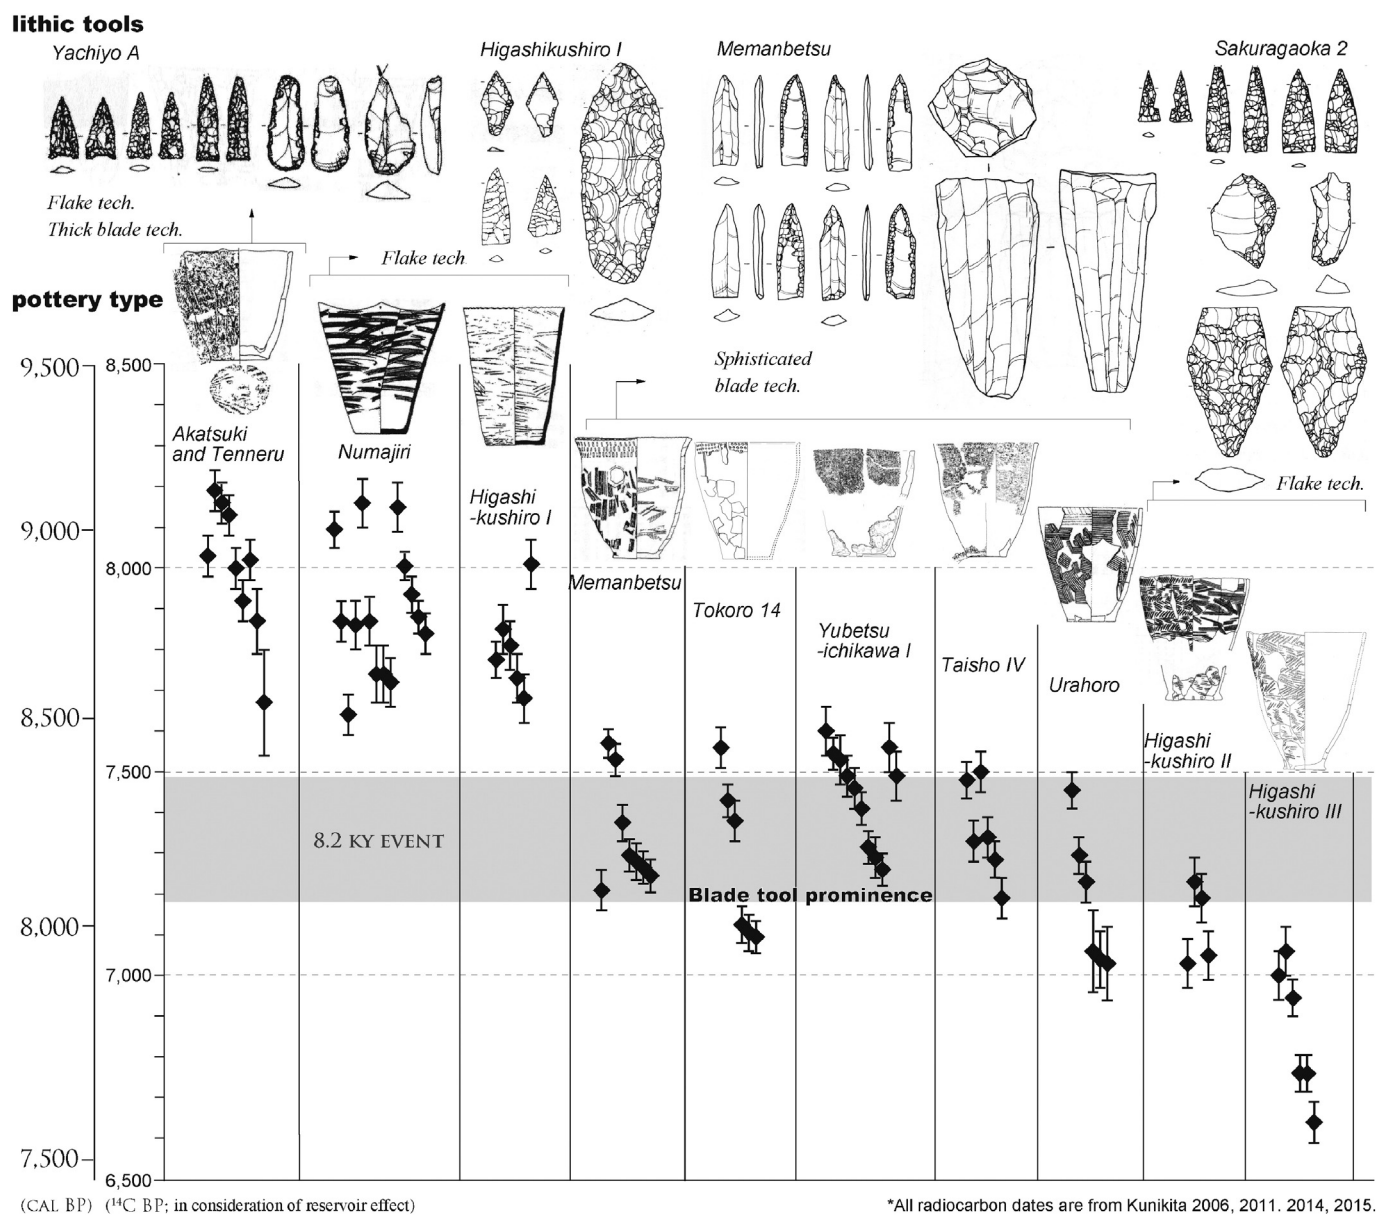 lithic tools
Yachiyo A
Higashikushiro I
Memanbetsu
Sakuragaoka 2
Flake tech.
Thick blade tech.
Flake tech
pottery type
Sphisticated
blade tech.
Flake tech.
9,500
8,500
Akatsuki
and Tenneru
Numajiri
Higashi
-kushiro I
9,000
8,000
Memanbetsu
Tokoro 14
Yubetsu
-ichikawa I
Taisho IV
Urahoro
8,500
Higashi
-kushiro II
7,500
Higashi
-kushiro III
8.2 KY EVENT
Blade tool prominence
8,000
7,000
7,500
6,500
(CAL BP) (14C BP; in consideration of reservoir effect)
*All radiocarbon dates are from Kunikita 2006, 2011. 2014, 2015.